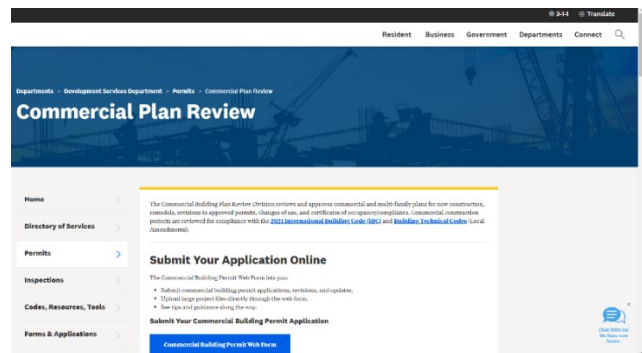 3-1-1 Translate
Resident Business Government Departments Connect
Departments > Development Services Department > Permits > Commercial Plan Review
Commercial Plan Review
Home
Directory of Services
Permits
Inspections
Codes, Resources, Tools
Forms & Applications
The Commercial Building Plan Review Division reviews and approves commercial and multi-family plans for new construction,
remodels, revisions to approved permits, changes of use, and certificates of occupancy/compliance. Commercial construction
projects are reviewed for compliance with the 2021 International Building Code (IBC) and Building Technical Codes (Local
Amendments).
Submit Your Application Online
The Commercial Building Permit Web Form lets you:
• Submit commercial building permit applications, revisions, and updates.
• Upload large project files directly through the web form.
• See tips and guidance along the way.
Submit Your Commercial Building Permit Application
Commercial Building Permit Web Form
Chat With Us!